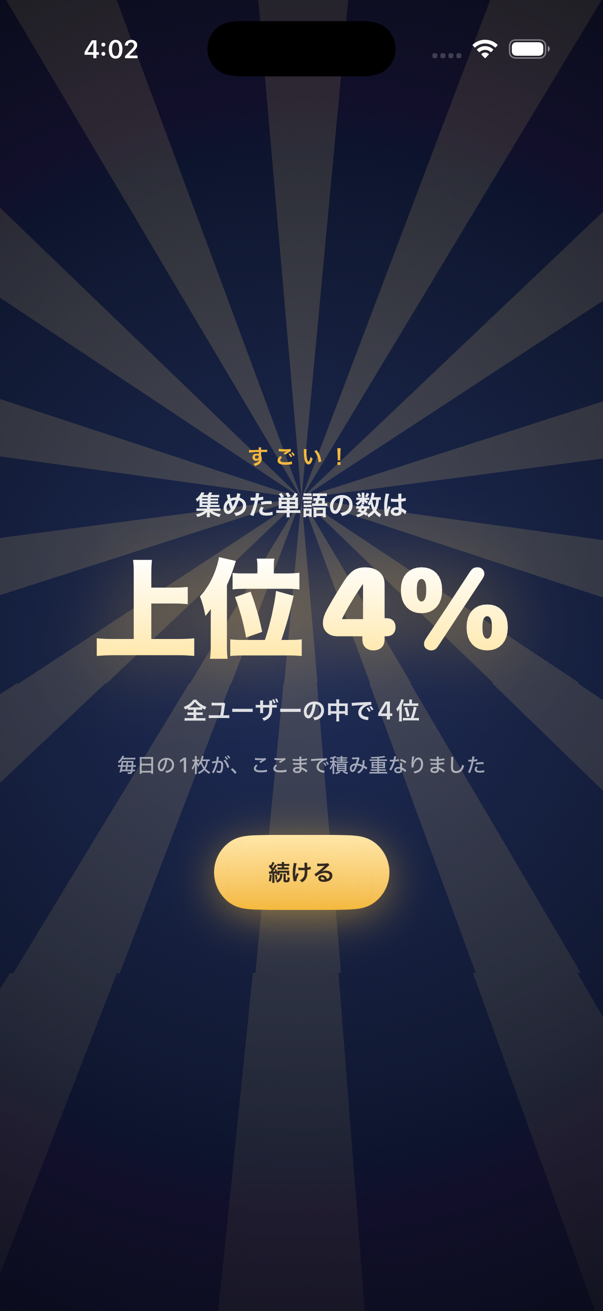 4:02
すごい！
集めた単語の数は
上位4%
全ユーザーの中で4位
毎日の1枚が、ここまで積み重なりました
続ける